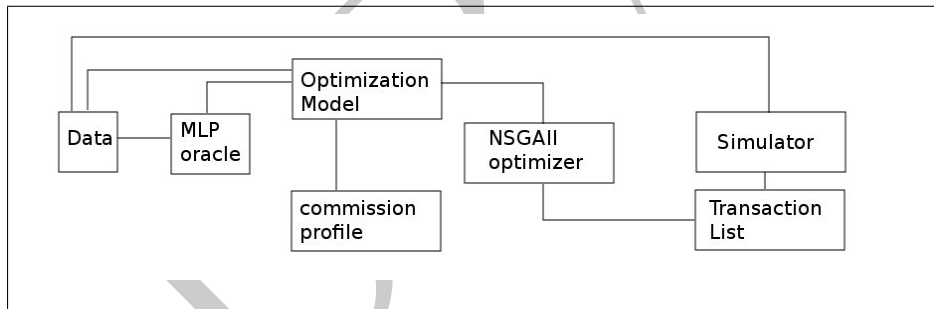 Optimization
Model
Data
MLP
oracle
NSGAII
optimizer
Simulator
commission
profile
Transaction
List